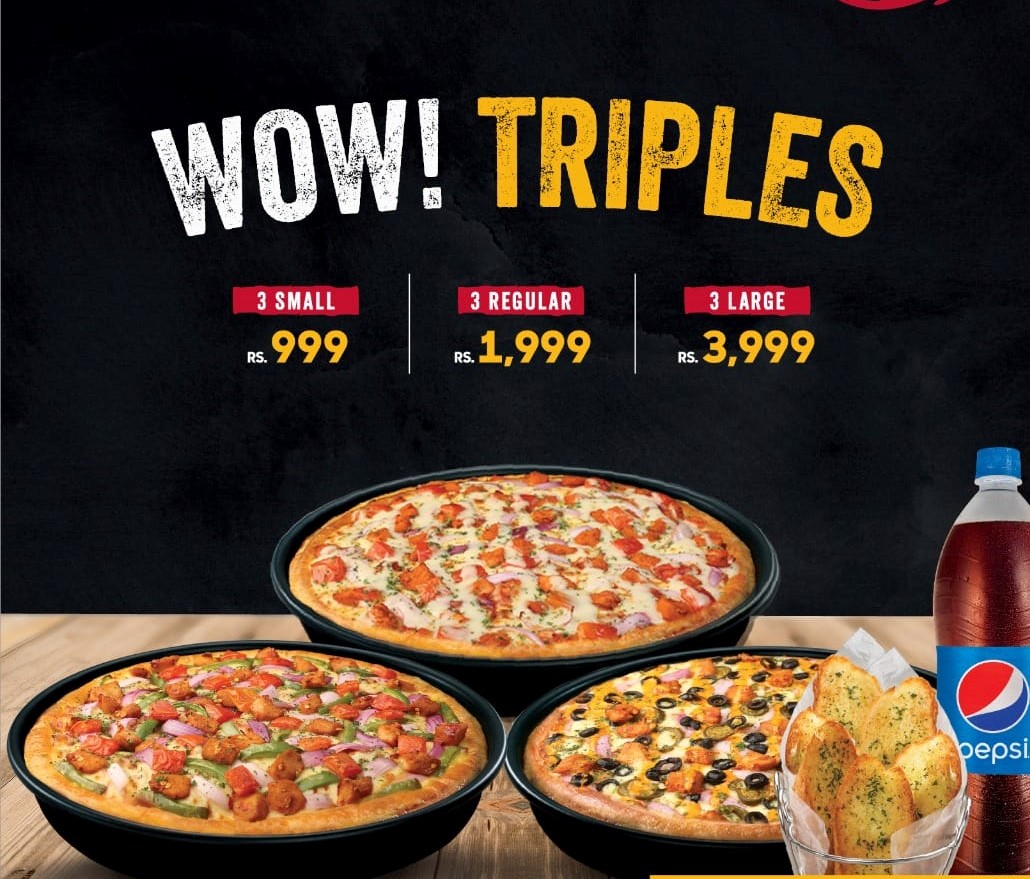 WOW! TRIPLES
3 SMALL
RS. 999
3 REGULAR
RS. 1,999
3 LARGE
RS. 3,999
pepsi